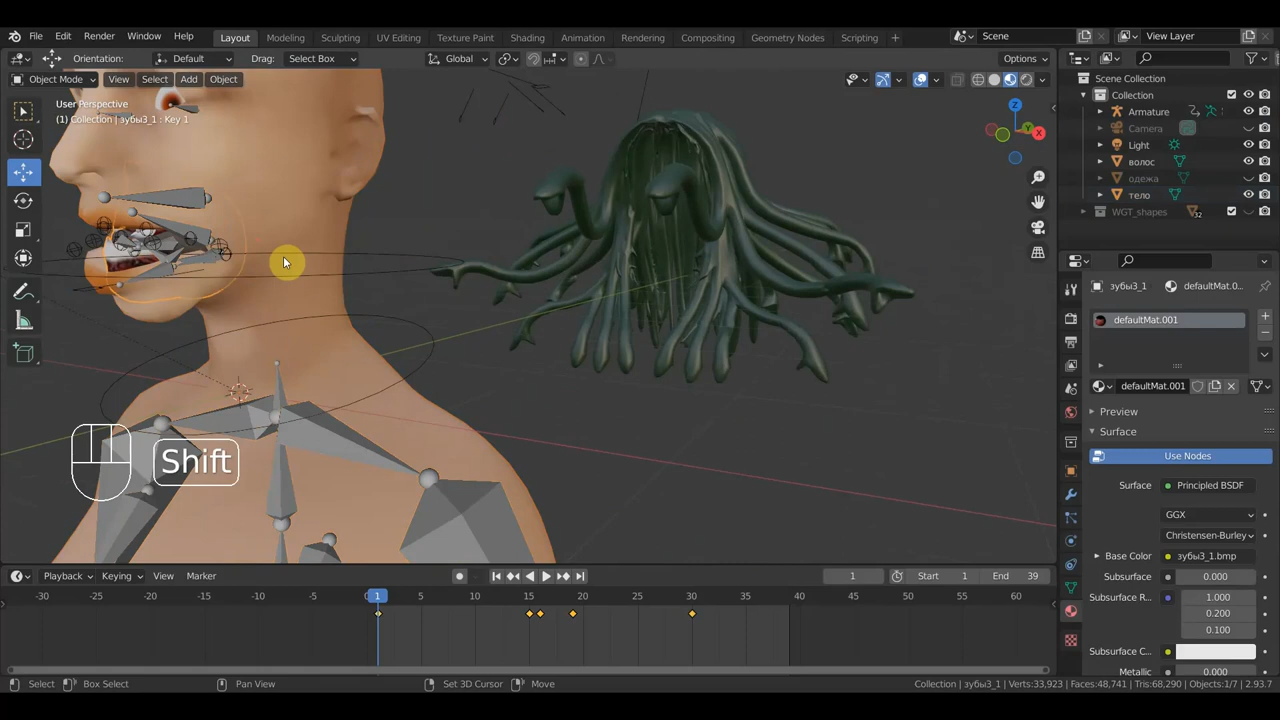 File Edit Render Window Help Layout Modeling Sculpting UV Editing Texture Paint Shading Animation Rendering Compositing Geometry Nodes Scripting + Scene View Layer
Orientation: Default Drag: Select Box Global Options
Object Mode View Select Add Object
User Perspective
(1) Collection | зубы3_1 : Key 1
Z
Y
X
Shift
Scene Collection
Collection
Armature
Camera
Light
волос
одежа
тело
WGT_shapes 32
зубы3_1 defaultMat.0...
defaultMat.001
defaultMat.001
Preview
Surface
Use Nodes
Surface Principled BSDF
GGX
Christensen-Burley
Base Color зубы3_1.bmp
Subsurface 0.000
Subsurface R... 1.000
0.200
0.100
Subsurface C...
Metallic 0.000
Playback Keying View Marker 1 Start 1 End 39
-30 -25 -20 -15 -10 -5 1 5 10 15 20 25 30 35 40 45 50 55 60
Select Box Select Pan View Set 3D Cursor Move Collection | зубы3_1 | Verts:33,923 | Faces:48,741 | Tris:68,290 | Objects:1/7 | 2.93.7